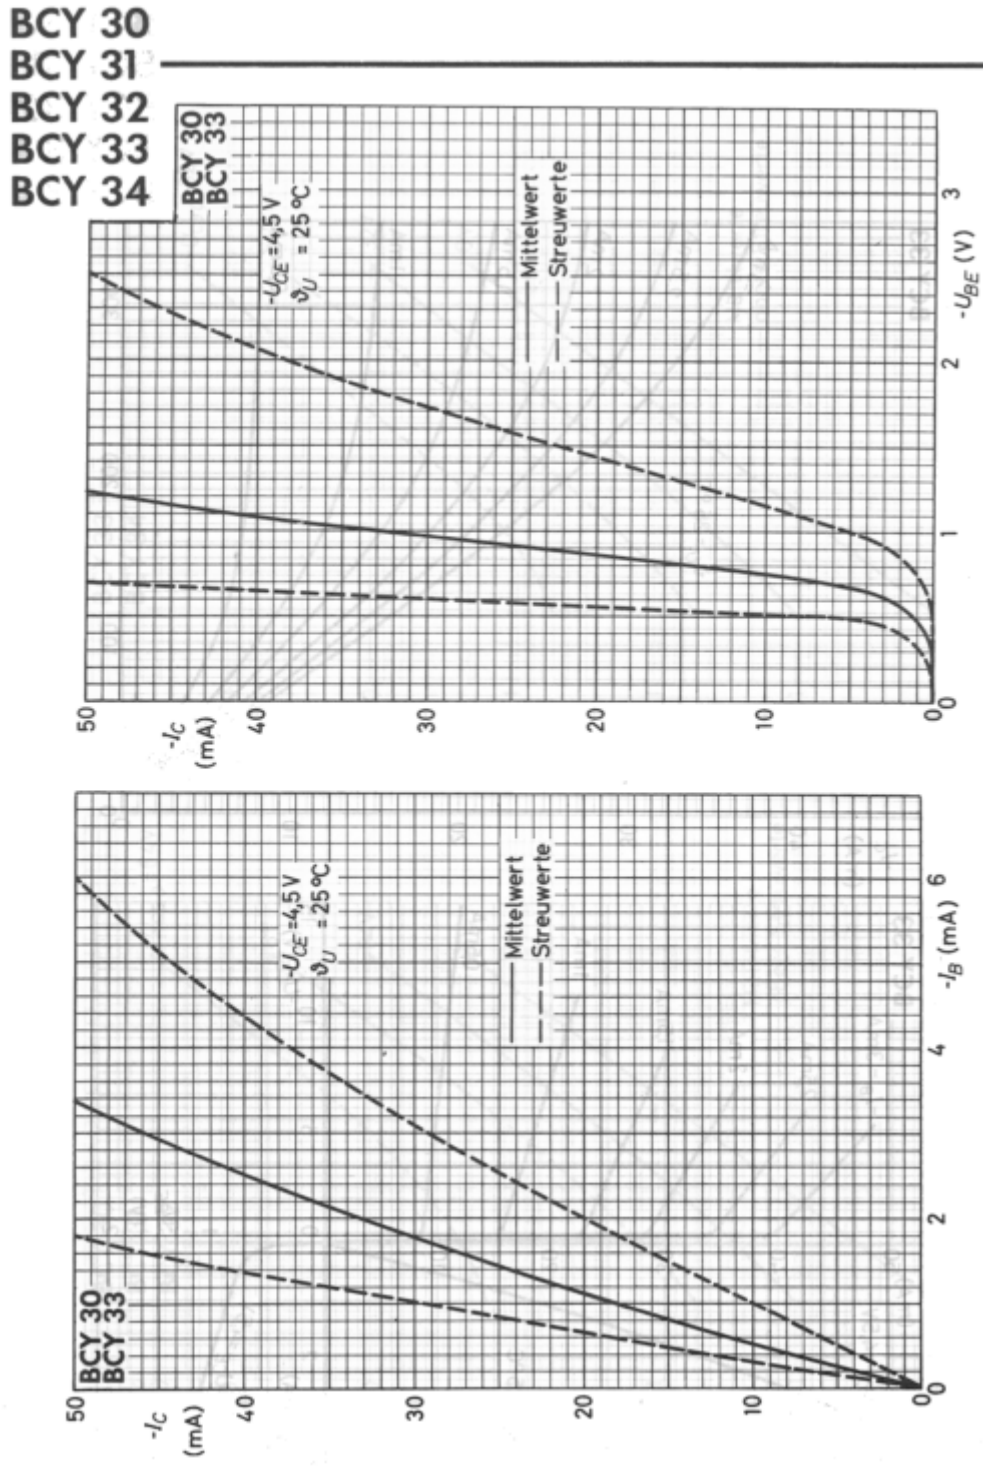 BCY 30
BCY 31
BCY 32
BCY 33
BCY 34
BCY 30
BCY 33
-U_CE = 4,5 V
ϑ_U = 25 °C
Mittelwert
Streuwerte
3
2
1
0
-U_BE (V)
50
40
30
20
10
0
-I_C
(mA)
BCY 30
BCY 33
-U_CE = 4,5 V
ϑ_U = 25 °C
Mittelwert
Streuwerte
6
4
2
0
-I_B (mA)
50
40
30
20
10
0
-I_C
(mA)